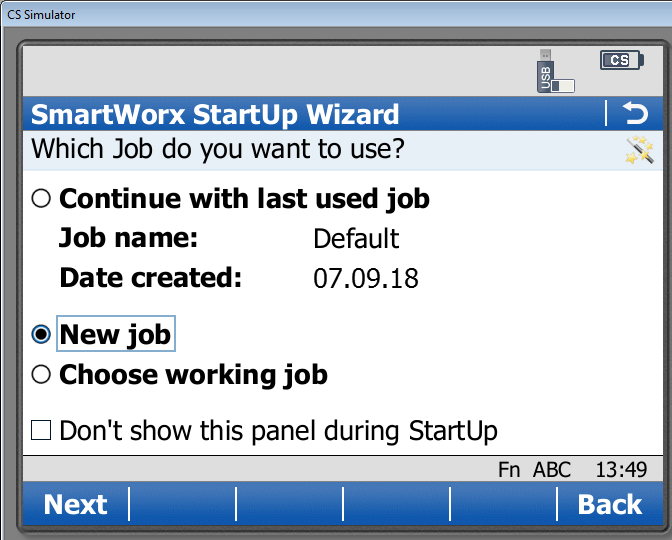 CS Simulator
USB
CS
SmartWorx StartUp Wizard
Which Job do you want to use?
Continue with last used job
Job name: Default
Date created: 07.09.18
New job
Choose working job
Don't show this panel during StartUp
Fn ABC 13:49
Next Back